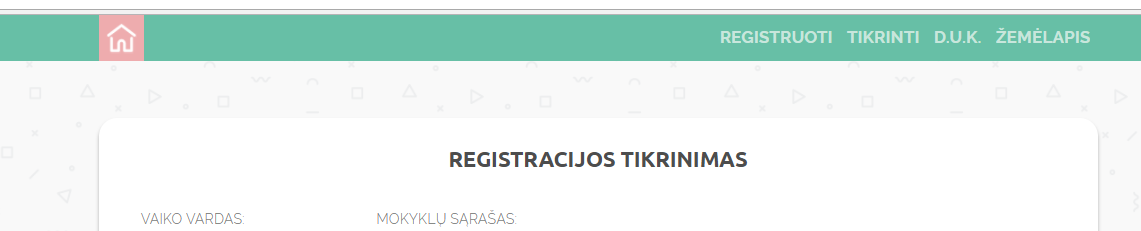 REGISTRUOTI TIKRINTI D.U.K. ŽEMĖLAPIS
REGISTRACIJOS TIKRINIMAS
VAIKO VARDAS: MOKYKLŲ SĄRAŠAS: